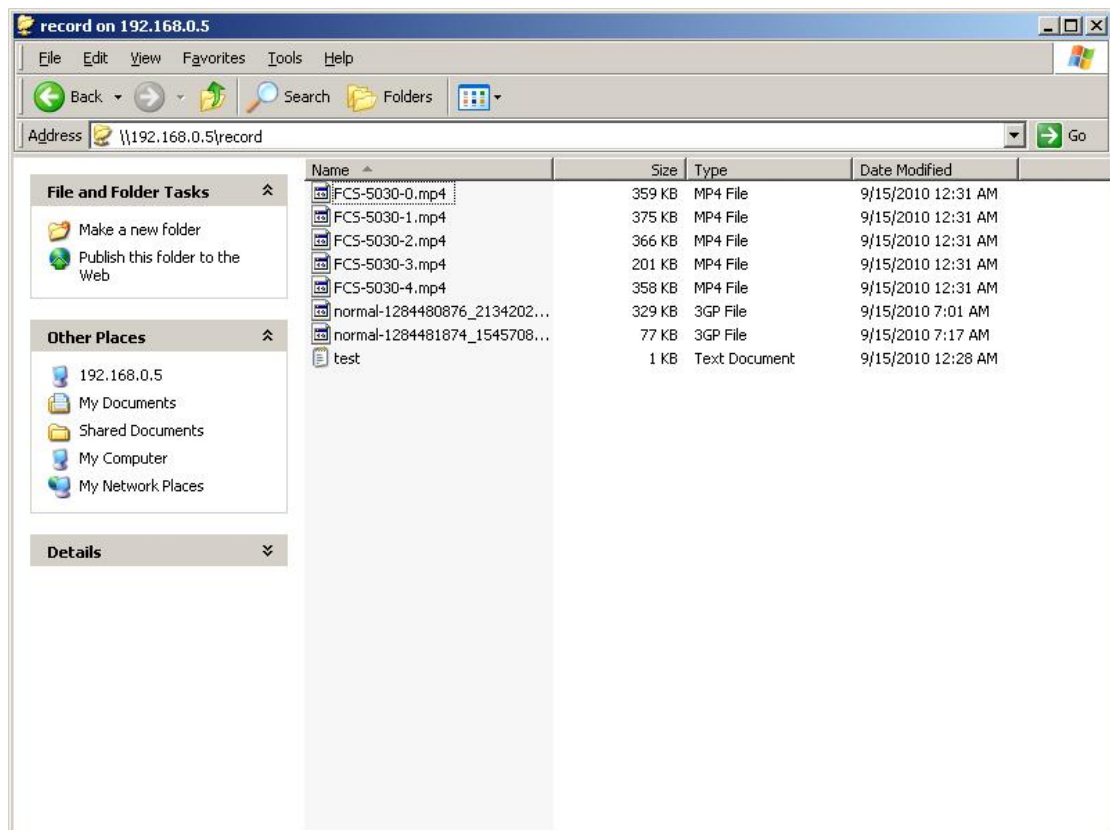 record on 192.168.0.5
File Edit View Favorites Tools Help
Back Search Folders
Address \\192.168.0.5\record Go
File and Folder Tasks
Make a new folder
Publish this folder to the
Web
Other Places
192.168.0.5
My Documents
Shared Documents
My Computer
My Network Places
Details
Name Size Type Date Modified
FCS-5030-0.mp4 359 KB MP4 File 9/15/2010 12:31 AM
FCS-5030-1.mp4 375 KB MP4 File 9/15/2010 12:31 AM
FCS-5030-2.mp4 366 KB MP4 File 9/15/2010 12:31 AM
FCS-5030-3.mp4 201 KB MP4 File 9/15/2010 12:31 AM
FCS-5030-4.mp4 358 KB MP4 File 9/15/2010 12:31 AM
normal-1284480876_2134202... 329 KB 3GP File 9/15/2010 7:01 AM
normal-1284481874_1545708... 77 KB 3GP File 9/15/2010 7:17 AM
test 1 KB Text Document 9/15/2010 12:28 AM